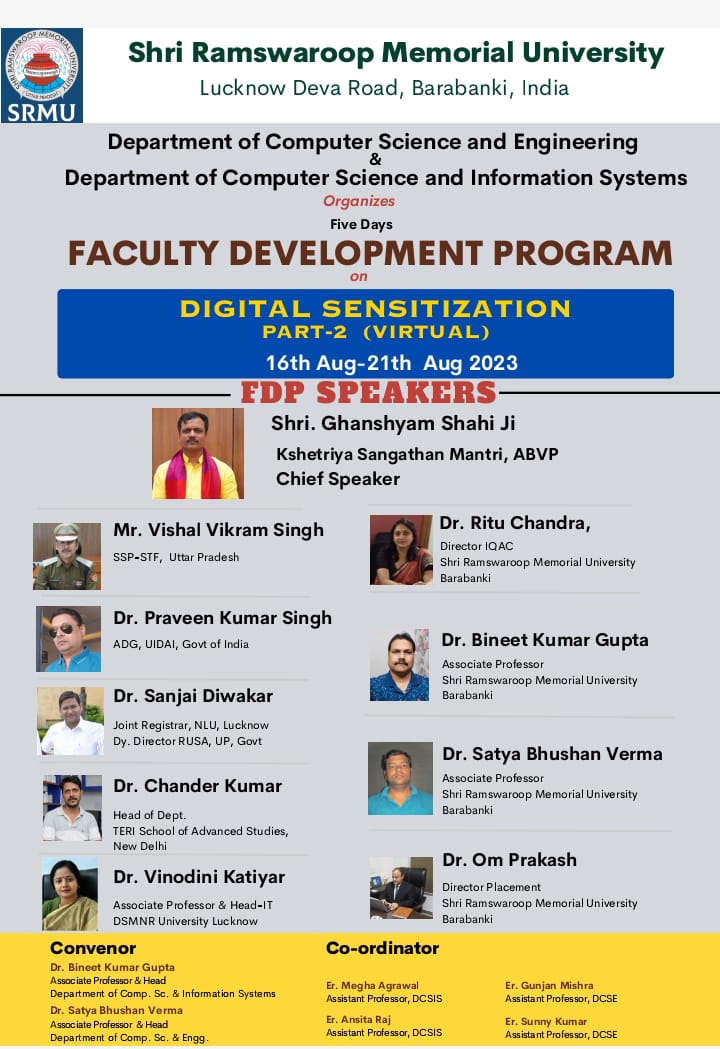 SHRI RAMSWAROOP MEMORIAL UNIVERSITY
UTTAR PRADESH
SRMU
Shri Ramswaroop Memorial University
Lucknow Deva Road, Barabanki, India
Department of Computer Science and Engineering
&
Department of Computer Science and Information Systems
Organizes
Five Days
FACULTY DEVELOPMENT PROGRAM
on
DIGITAL SENSITIZATION
PART-2 (VIRTUAL)
16th Aug-21th Aug 2023
FDP SPEAKERS
Shri. Ghanshyam Shahi Ji
Kshetriya Sangathan Mantri, ABVP
Chief Speaker
Mr. Vishal Vikram Singh
SSP-STF, Uttar Pradesh
Dr. Praveen Kumar Singh
ADG, UIDAI, Govt of India
Dr. Sanjai Diwakar
Joint Registrar, NLU, Lucknow
Dy. Director RUSA, UP, Govt
Dr. Chander Kumar
Head of Dept.
TERI School of Advanced Studies,
New Delhi
Dr. Vinodini Katiyar
Associate Professor & Head-IT
DSMNR University Lucknow
Dr. Ritu Chandra,
Director IQAC
Shri Ramswaroop Memorial University
Barabanki
Dr. Bineet Kumar Gupta
Associate Professor
Shri Ramswaroop Memorial University
Barabanki
Dr. Satya Bhushan Verma
Associate Professor
Shri Ramswaroop Memorial University
Barabanki
Dr. Om Prakash
Director Placement
Shri Ramswaroop Memorial University
Barabanki
Convenor
Dr. Bineet Kumar Gupta
Associate Professor & Head
Department of Comp. Sc. & Information Systems
Dr. Satya Bhushan Verma
Associate Professor & Head
Department of Comp. Sc. & Engg.
Co-ordinator
Er. Megha Agrawal
Assistant Professor, DCSIS
Er. Ansita Raj
Assistant Professor, DCSIS
Er. Gunjan Mishra
Assistant Professor, DCSE
Er. Sunny Kumar
Assistant Professor, DCSE